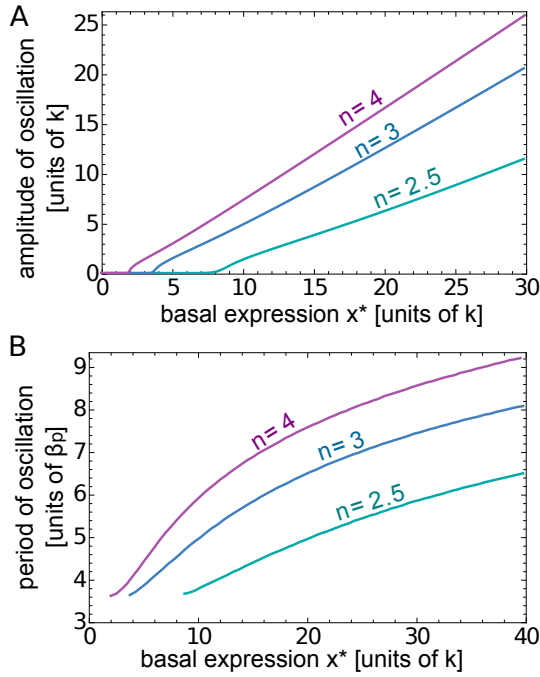 A
amplitude of oscillation
[units of k]
25
20
15
10
5
0
n= 4
n= 3
n= 2.5
0 5 10 15 20 25 30
basal expression x* [units of k]
B
period of oscillation
[units of βp]
9
8
7
6
5
4
3
n= 4
n= 3
n= 2.5
0 10 20 30 40
basal expression x* [units of k]